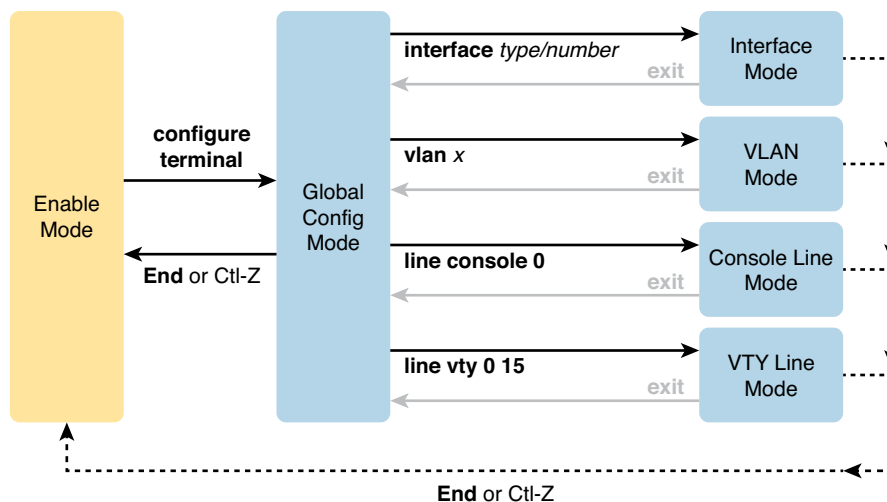 Enable
Mode
configure
terminal
End or Ctl-Z
Global
Config
Mode
interface type/number
exit
Interface
Mode
vlan x
exit
VLAN
Mode
line console 0
exit
Console Line
Mode
line vty 0 15
exit
VTY Line
Mode
End or Ctl-Z